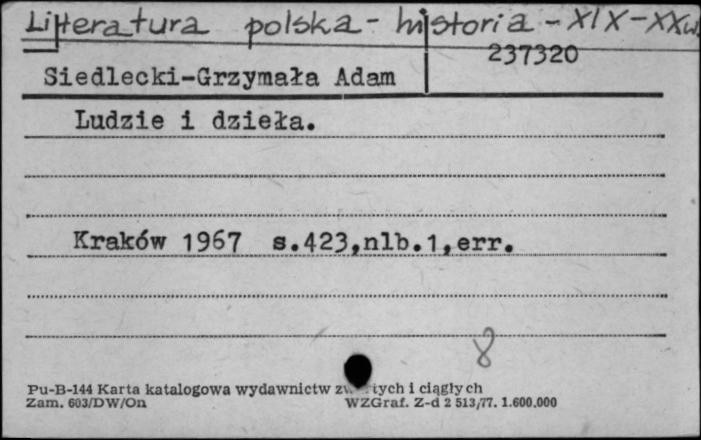 Literatura polska - historia - XIX-XXw.
237320
Siedlecki-Grzymała Adam
Ludzie i dzieła.
Kraków 1967 s.423,nlb.1,err.
8
Pu-B-144 Karta katalogowa wydawnictw i ciągłych
Zam. 603/DW/On WZGraf. Z-d 2 513/77. 1.600.000